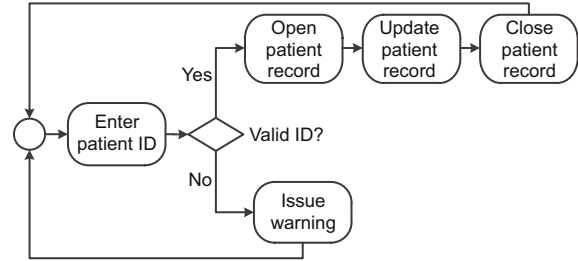 Open
patient
record
Update
patient
record
Close
patient
record
Yes
Enter
patient ID
Valid ID?
No
Issue
warning